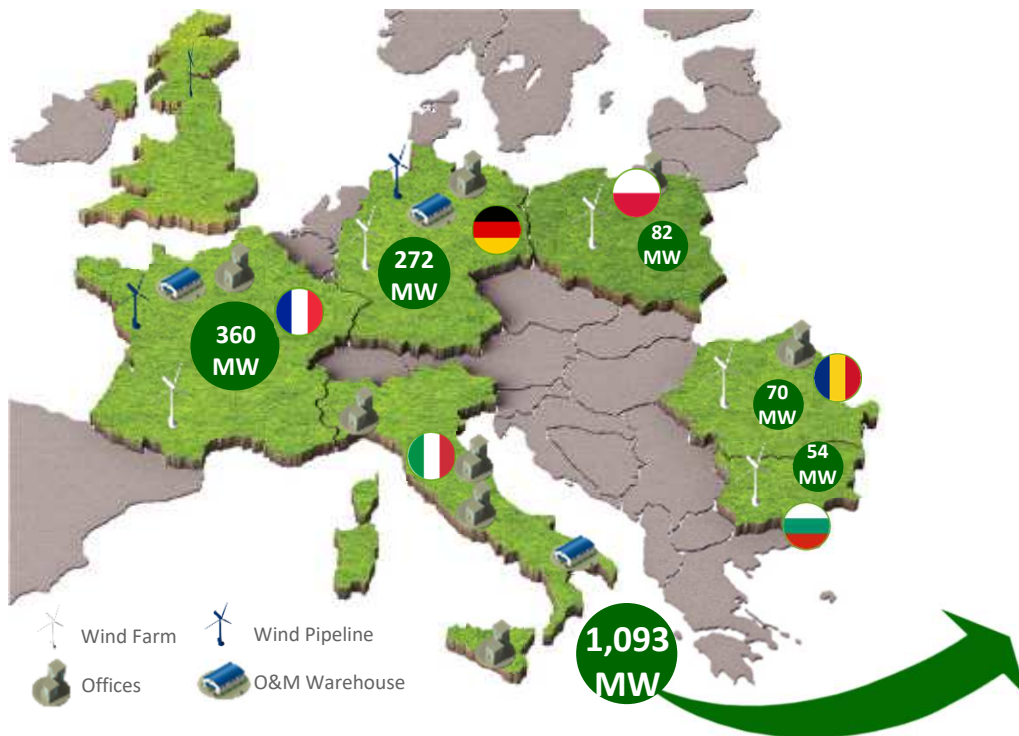 82
MW
272
MW
360
MW
70
MW
54
MW
1,093
MW
Wind Farm
Wind Pipeline
Offices
O&M Warehouse